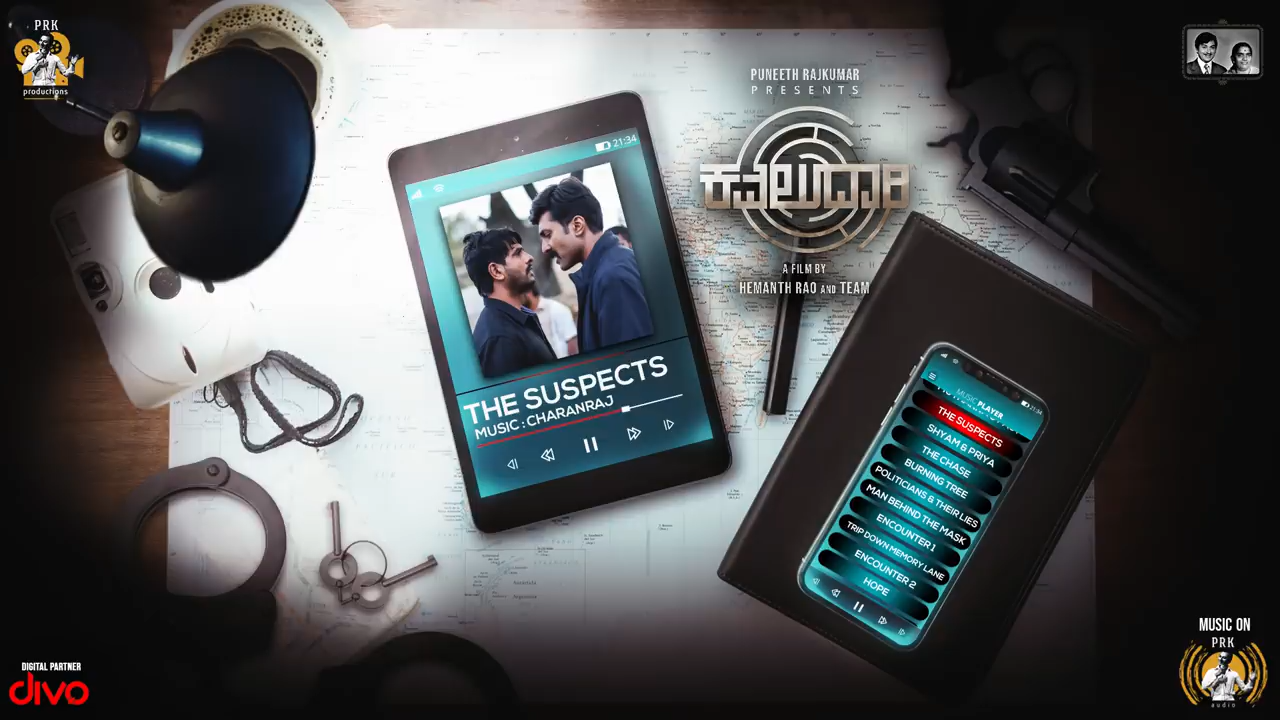 PRK
productions
PUNEETH RAJKUMAR
PRESENTS
ಕವಲುದಾರಿ
A FILM BY
HEMANTH RAO AND TEAM
21:34
THE SUSPECTS
MUSIC : CHARANRAJ
21:34
MUSIC PLAYER
THE SUSPECTS
SHYAM & PRIYA
THE CHASE
BURNING TREE
POLITICIANS & THEIR LIES
MAN BEHIND THE MASK
ENCOUNTER 1
TRIP DOWN MEMORY LANE
ENCOUNTER 2
HOPE
DIGITAL PARTNER
divo
MUSIC ON
PRK
audio